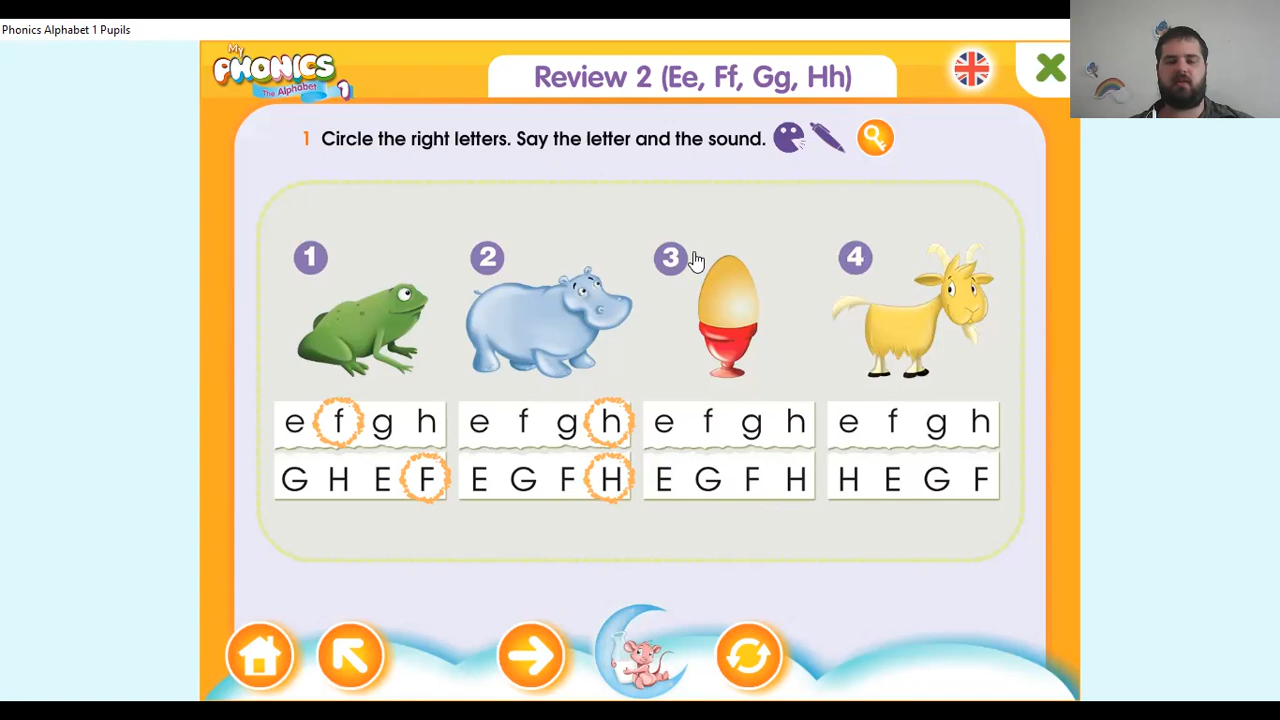 Phonics Alphabet 1 Pupils
My
PHONICS
The Alphabet 1
Review 2 (Ee, Ff, Gg, Hh)
1 Circle the right letters. Say the letter and the sound.
1 2 3 4
e f g h e f g h e f g h e f g h
G H E F E G F H E G F H H E G F